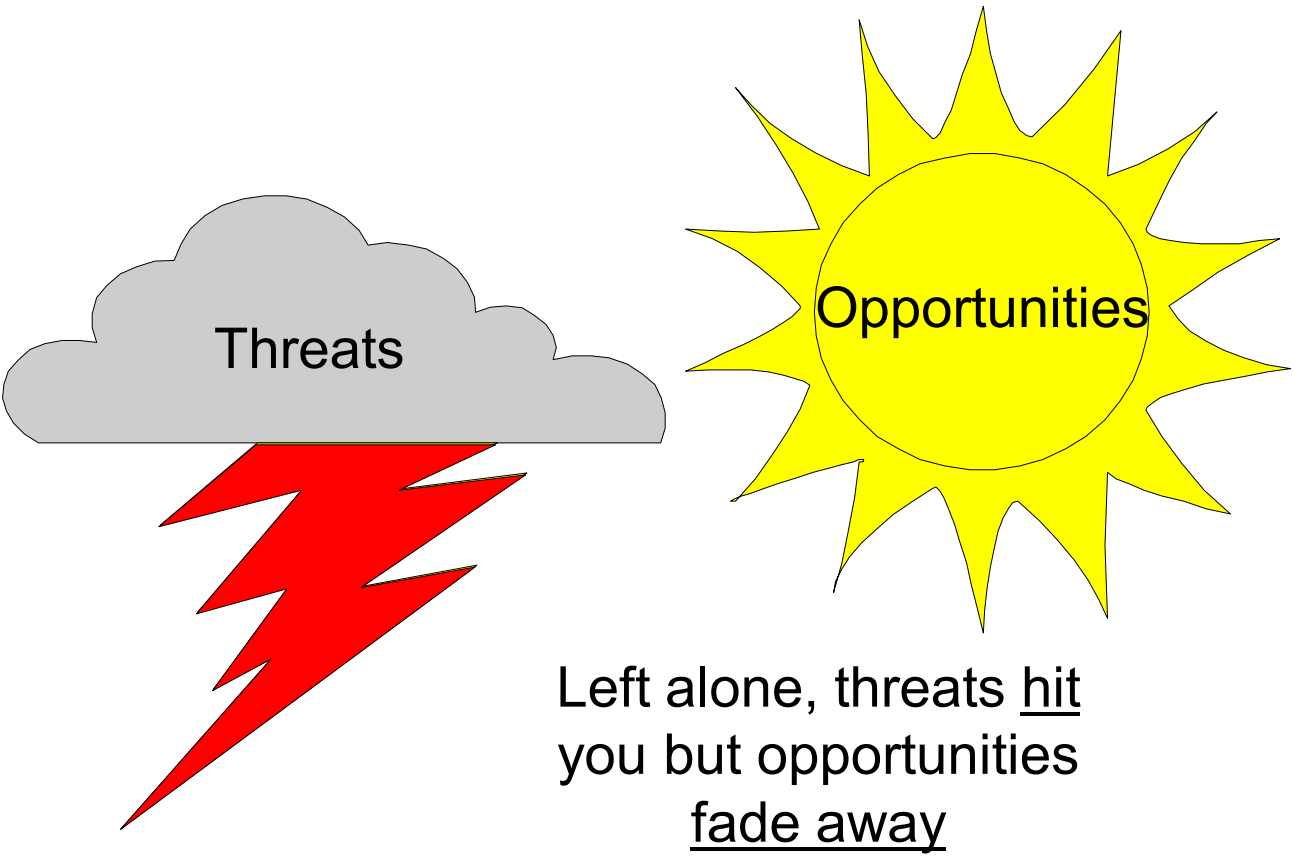 Threats
Opportunities
Left alone, threats hit
you but opportunities
fade away